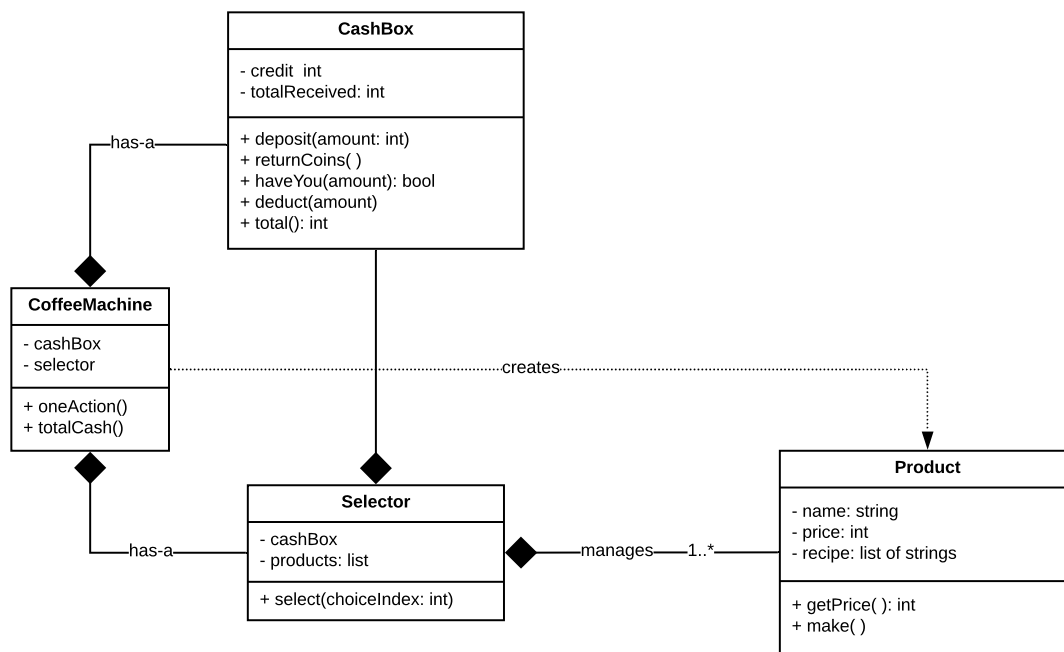 CashBox
- credit  int
- totalReceived: int
+ deposit(amount: int)
+ returnCoins( )
+ haveYou(amount): bool
+ deduct(amount)
+ total(): int
has-a
CoffeeMachine
- cashBox
- selector
+ oneAction()
+ totalCash()
creates
has-a
Selector
- cashBox
- products: list
+ select(choiceIndex: int)
manages
1..*
Product
- name: string
- price: int
- recipe: list of strings
+ getPrice( ): int
+ make( )